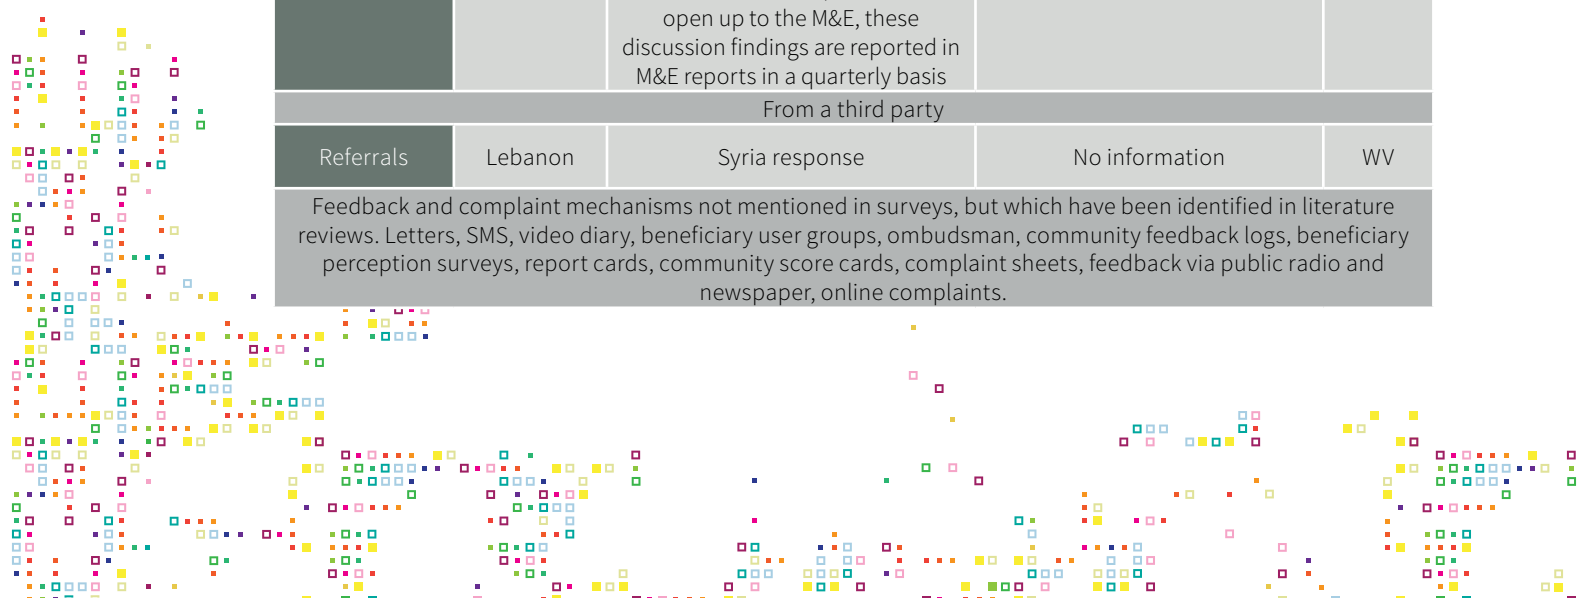 open up to the M&E, these
discussion findings are reported in
M&E reports in a quarterly basis
From a third party
Referrals Lebanon Syria response No information WV
Feedback and complaint mechanisms not mentioned in surveys, but which have been identified in literature
reviews. Letters, SMS, video diary, beneficiary user groups, ombudsman, community feedback logs, beneficiary
perception surveys, report cards, community score cards, complaint sheets, feedback via public radio and
newspaper, online complaints.